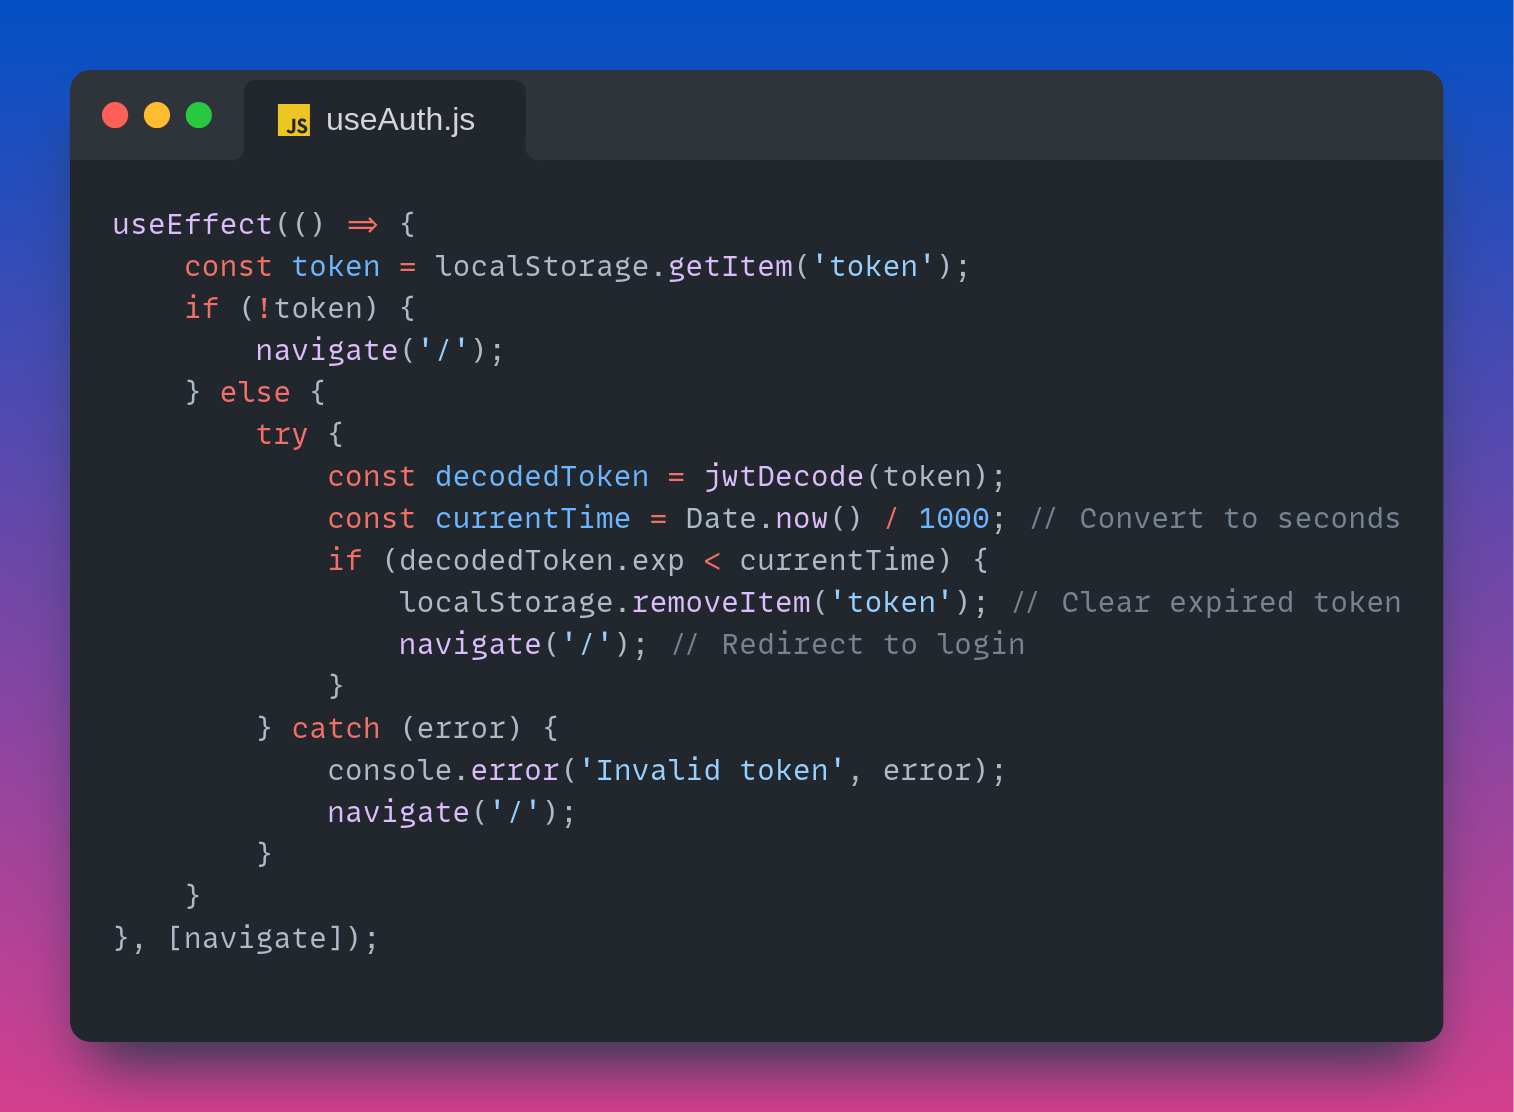 JS useAuth.js
useEffect(() => {
    const token = localStorage.getItem('token');
    if (!token) {
        navigate('/');
    } else {
        try {
            const decodedToken = jwtDecode(token);
            const currentTime = Date.now() / 1000; // Convert to seconds
            if (decodedToken.exp < currentTime) {
                localStorage.removeItem('token'); // Clear expired token
                navigate('/'); // Redirect to login
            }
        } catch (error) {
            console.error('Invalid token', error);
            navigate('/');
        }
    }
}, [navigate]);